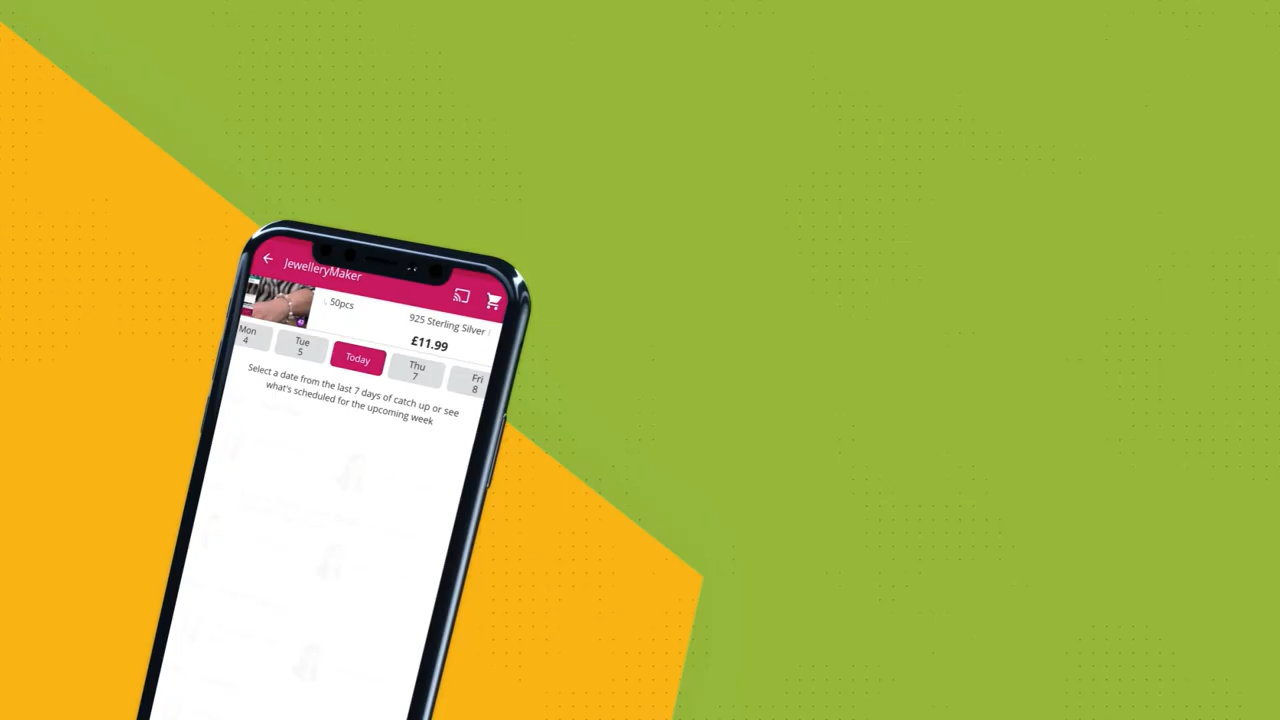 JewelleryMaker
50pcs
925 Sterling Silver
£11.99
Mon
4
Tue
5
Today
Thu
7
Fri
8
Select a date from the last 7 days of catch up or see
what's scheduled for the upcoming week